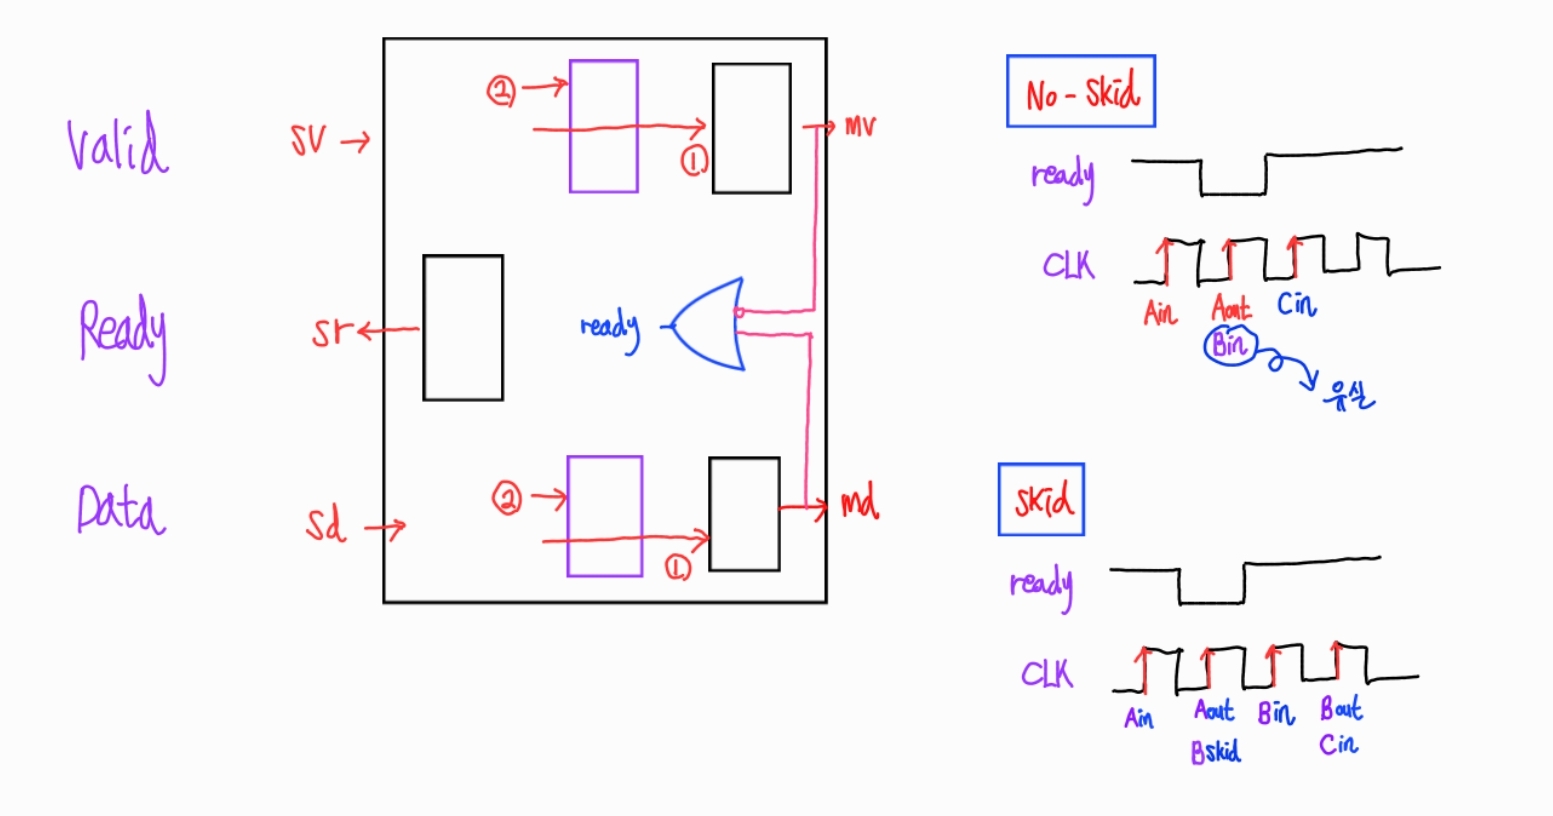 Valid
SV
②
①
mv
Ready
sr
ready
Data
sd
②
①
md
No-Skid
ready
CLK
Ain
Aout
Cin
Bin
유실
skid
ready
CLK
Ain
Aout
Bin
Bout
Bskid
Cin